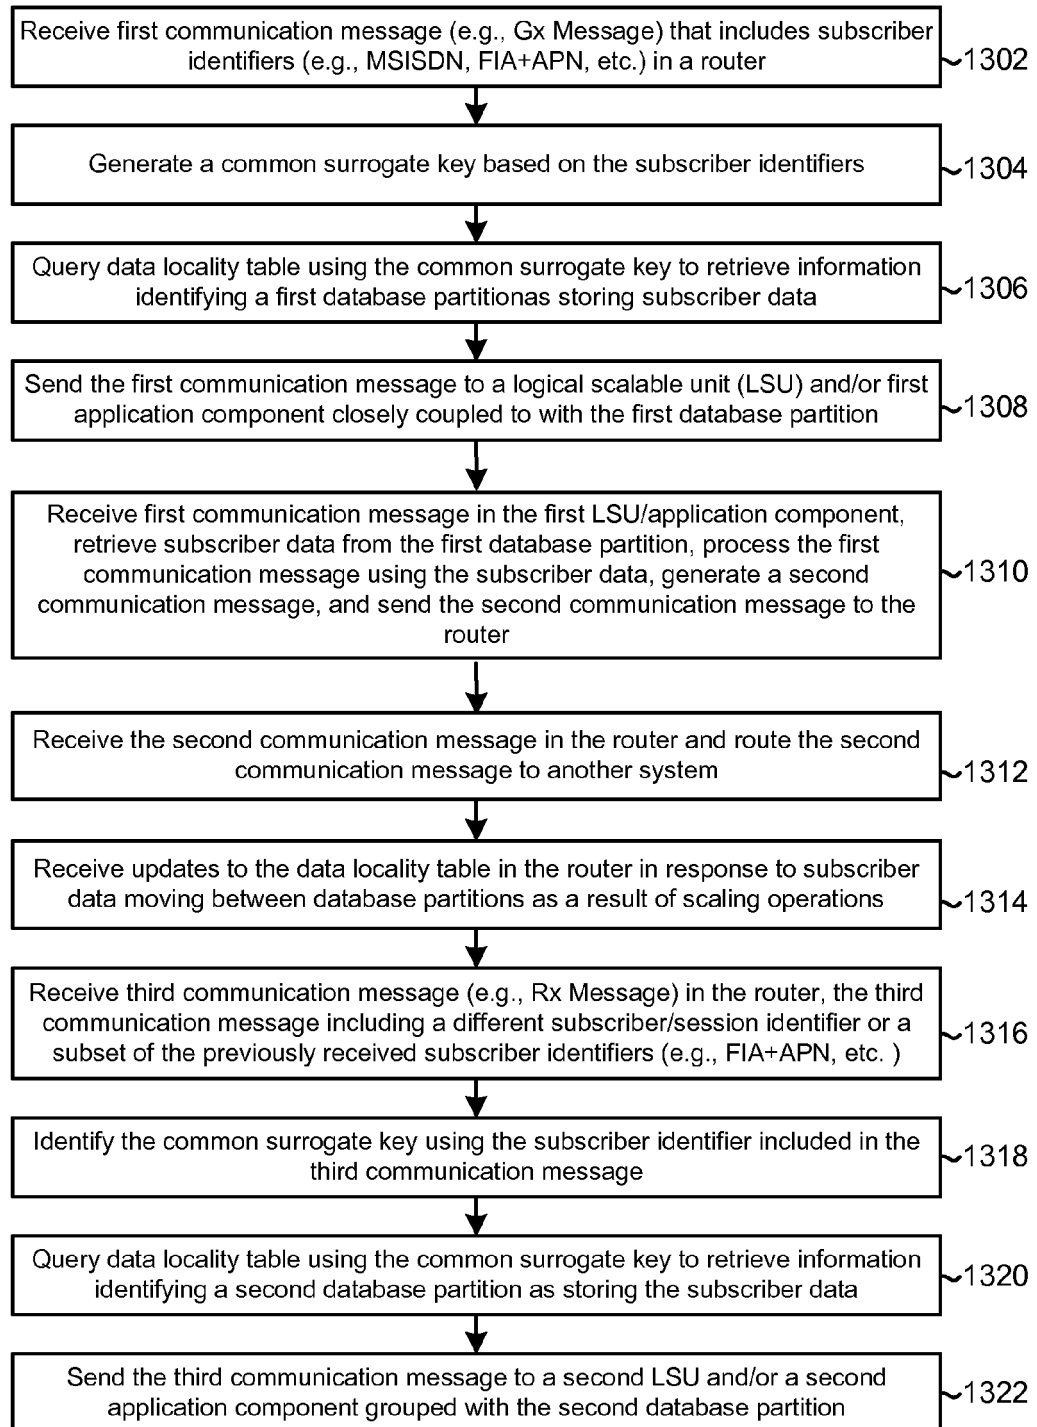 Receive first communication message (e.g., Gx Message) that includes subscriber
identifiers (e.g., MSISDN, FIA+APN, etc.) in a router
1302
Generate a common surrogate key based on the subscriber identifiers
1304
Query data locality table using the common surrogate key to retrieve information
identifying a first database partitionas storing subscriber data
1306
Send the first communication message to a logical scalable unit (LSU) and/or first
application component closely coupled to with the first database partition
1308
Receive first communication message in the first LSU/application component,
retrieve subscriber data from the first database partition, process the first
communication message using the subscriber data, generate a second
communication message, and send the second communication message to the
router
1310
Receive the second communication message in the router and route the second
communication message to another system
1312
Receive updates to the data locality table in the router in response to subscriber
data moving between database partitions as a result of scaling operations
1314
Receive third communication message (e.g., Rx Message) in the router, the third
communication message including a different subscriber/session identifier or a
subset of the previously received subscriber identifiers (e.g., FIA+APN, etc. )
1316
Identify the common surrogate key using the subscriber identifier included in the
third communication message
1318
Query data locality table using the common surrogate key to retrieve information
identifying a second database partition as storing the subscriber data
1320
Send the third communication message to a second LSU and/or a second
application component grouped with the second database partition
1322